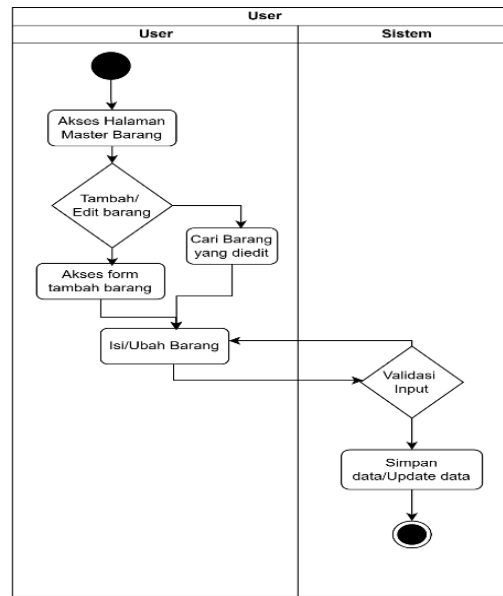 User
User
Sistem
Akses Halaman
Master Barang
Tambah/
Edit barang
Cari Barang
yang diedit
Akses form
tambah barang
Isi/Ubah Barang
Validasi
Input
Simpan
data/Update data